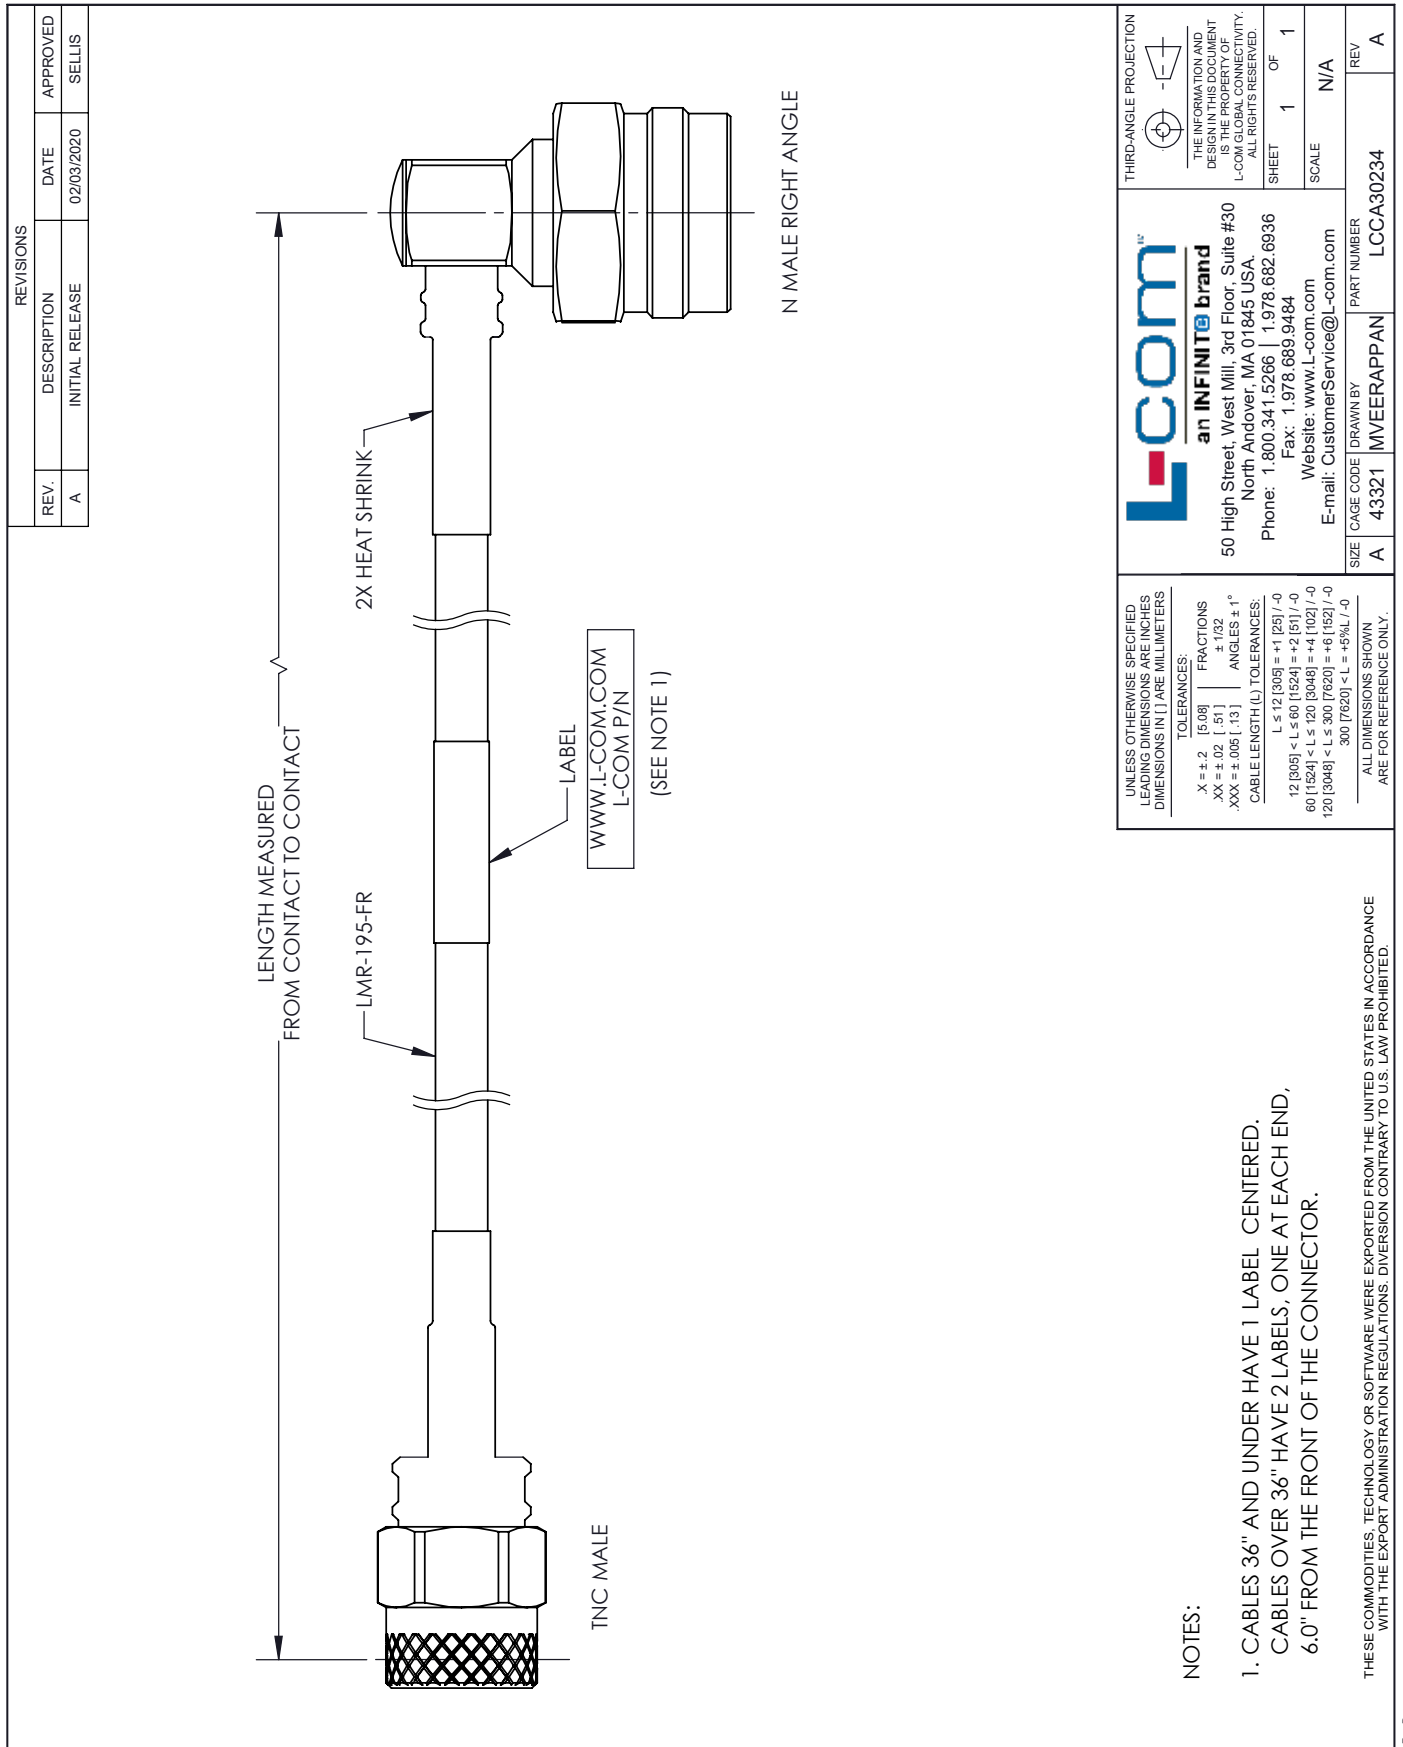 REVISIONS
REV. DESCRIPTION DATE APPROVED
A INITIAL RELEASE 02/03/2020 SELLIS
LENGTH MEASURED
FROM CONTACT TO CONTACT
LMR-195-FR
2X HEAT SHRINK
LABEL
WWW.L-COM.COM
L-COM P/N
(SEE NOTE 1)
TNC MALE
N MALE RIGHT ANGLE
NOTES:
1. CABLES 36" AND UNDER HAVE 1 LABEL CENTERED.
CABLES OVER 36" HAVE 2 LABELS, ONE AT EACH END,
6.0" FROM THE FRONT OF THE CONNECTOR.
THESE COMMODITIES, TECHNOLOGY OR SOFTWARE WERE EXPORTED FROM THE UNITED STATES IN ACCORDANCE
WITH THE EXPORT ADMINISTRATION REGULATIONS. DIVERSION CONTRARY TO U.S. LAW PROHIBITED.
UNLESS OTHERWISE SPECIFIED
LEADING DIMENSIONS ARE INCHES
DIMENSIONS IN [ ] ARE MILLIMETERS
TOLERANCES:
.X = ±.2 [5.08] FRACTIONS
.XX = ±.02 [.51] ± 1/32
.XXX = ±.005 [.13] ANGLES ± 1°
CABLE LENGTH (L) TOLERANCES:
L ≤ 12 [305] = +1 [25] / -0
12 [305] < L ≤ 60 [1524] = +2 [51] / -0
60 [1524] < L ≤ 120 [3048] = +4 [102] / -0
120 [3048] < L ≤ 300 [7620] = +6 [152] / -0
300 [7620] < L = +5%L / -0
ALL DIMENSIONS SHOWN
ARE FOR REFERENCE ONLY.
L-com
an INFINIT@ brand
50 High Street, West Mill, 3rd Floor, Suite #30
North Andover, MA 01845 USA.
Phone: 1.800.341.5266 | 1.978.682.6936
Fax: 1.978.689.9484
Website: www.L-com.com
E-mail: CustomerService@L-com.com
THIRD-ANGLE PROJECTION
THE INFORMATION AND
DESIGN IN THIS DOCUMENT
IS THE PROPERTY OF
L-COM GLOBAL CONNECTIVITY.
ALL RIGHTS RESERVED.
SHEET 1 OF 1
SCALE N/A
SIZE A
CAGE CODE 43321
DRAWN BY MVEERAPPAN
PART NUMBER LCCA30234
REV A